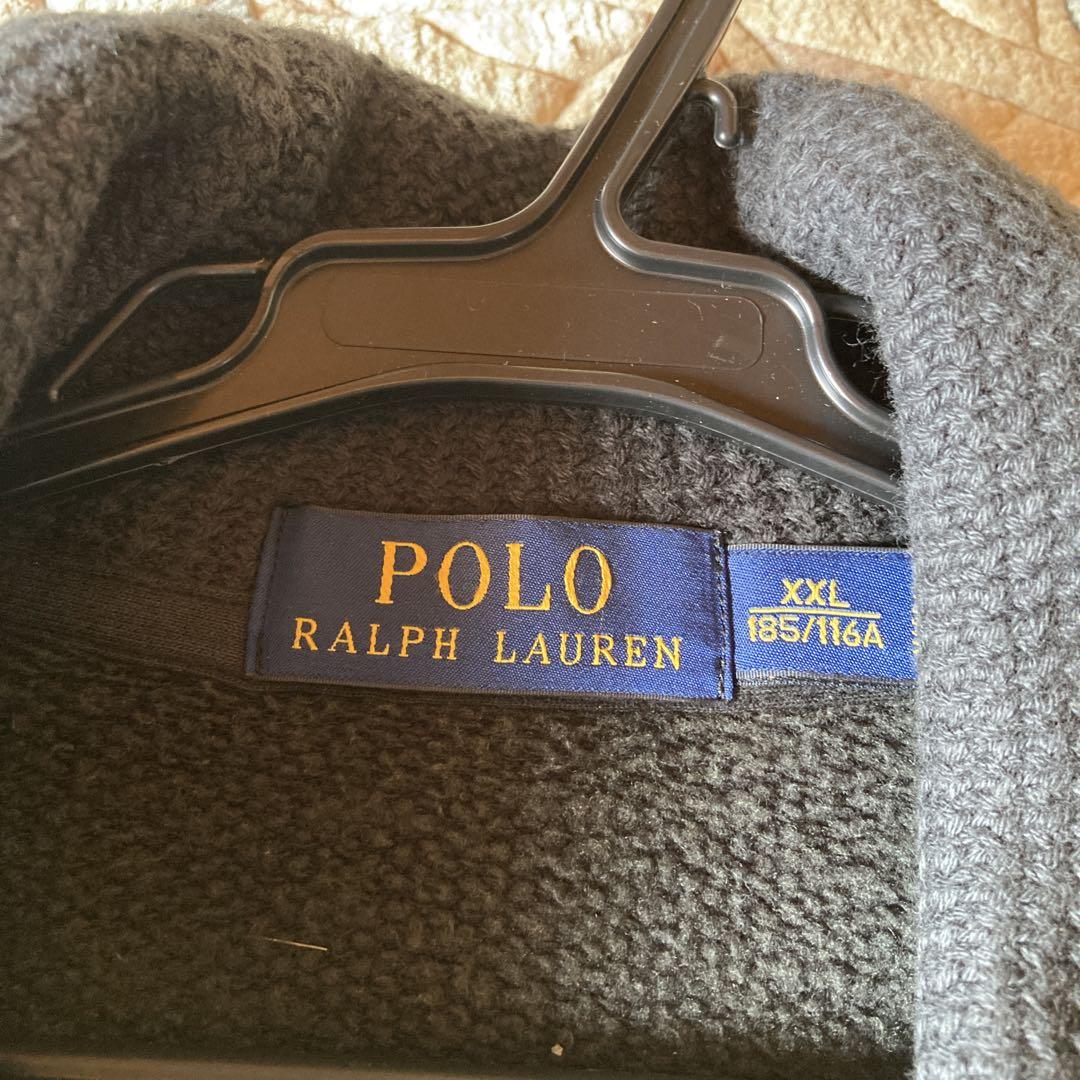 POLO
RALPH LAUREN
XXL
185/116A